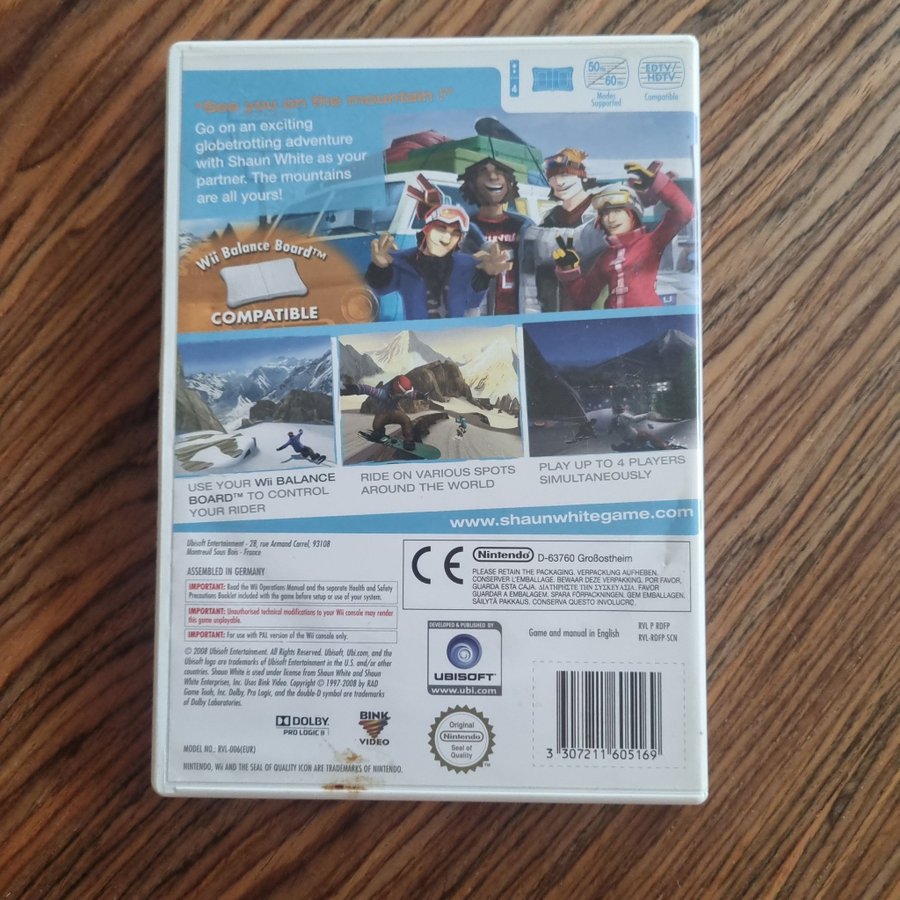 "See you on the mountain !"
Go on an exciting
globetrotting adventure
with Shaun White as your
partner. The mountains
are all yours!
4
50Hz
60Hz
Modes
Supported
EDTV/
HDTV
Compatible
Wii Balance Board™
COMPATIBLE
USE YOUR Wii BALANCE
BOARD™ TO CONTROL
YOUR RIDER
RIDE ON VARIOUS SPOTS
AROUND THE WORLD
PLAY UP TO 4 PLAYERS
SIMULTANEOUSLY
www.shaunwhitegame.com
Ubisoft Entertainment - 28, rue Armand Carrel, 93108
Montreuil Sous Bois - France
ASSEMBLED IN GERMANY
IMPORTANT: Read the Wii Operations Manual and the separate Health and Safety
Precautions Booklet included with the game before setup or use of your system.
IMPORTANT: Unauthorised technical modifications to your Wii console may render
this game unplayable.
IMPORTANT: For use with PAL version of the Wii console only.
© 2008 Ubisoft Entertainment. All Rights Reserved. Ubisoft, Ubi.com, and the
Ubisoft logo are trademarks of Ubisoft Entertainment in the U.S. and/or other
countries. Shaun White is used under license from Shaun White and Shaun
White Enterprises, Inc. Uses Bink Video. Copyright © 1997-2008 by RAD
Game Tools, Inc. Dolby, Pro Logic, and the double-D symbol are trademarks
of Dolby Laboratories.
DOLBY
PRO LOGIC II
BINK
VIDEO
MODEL NO.: RVL-006(EUR)
NINTENDO, Wii AND THE SEAL OF QUALITY ICON ARE TRADEMARKS OF NINTENDO.
CE
Nintendo D-63760 Großostheim
PLEASE RETAIN THE PACKAGING. VERPACKUNG AUFHEBEN.
CONSERVER L'EMBALLAGE. BEWAAR DEZE VERPAKKING. POR FAVOR,
GUARDA ESTA CAJA. ΔΙΑΤΗΡΗΣΤΕ ΤΗΝ ΣΥΣΚΕΥΑΣΙΑ. FAVOR
GUARDAR A EMBALAGEM. SPARA FÖRPACKNINGEN. GEM EMBALLAGEN.
SÄILYTÄ PAKKAUS. CONSERVA QUESTO INVOLUCRO.
DEVELOPED & PUBLISHED BY
UBISOFT
www.ubi.com
Game and manual in English
RVL P RDFP
RVL-RDFP SCN
Original
Nintendo
Seal of
Quality
TM
3 307211 605169